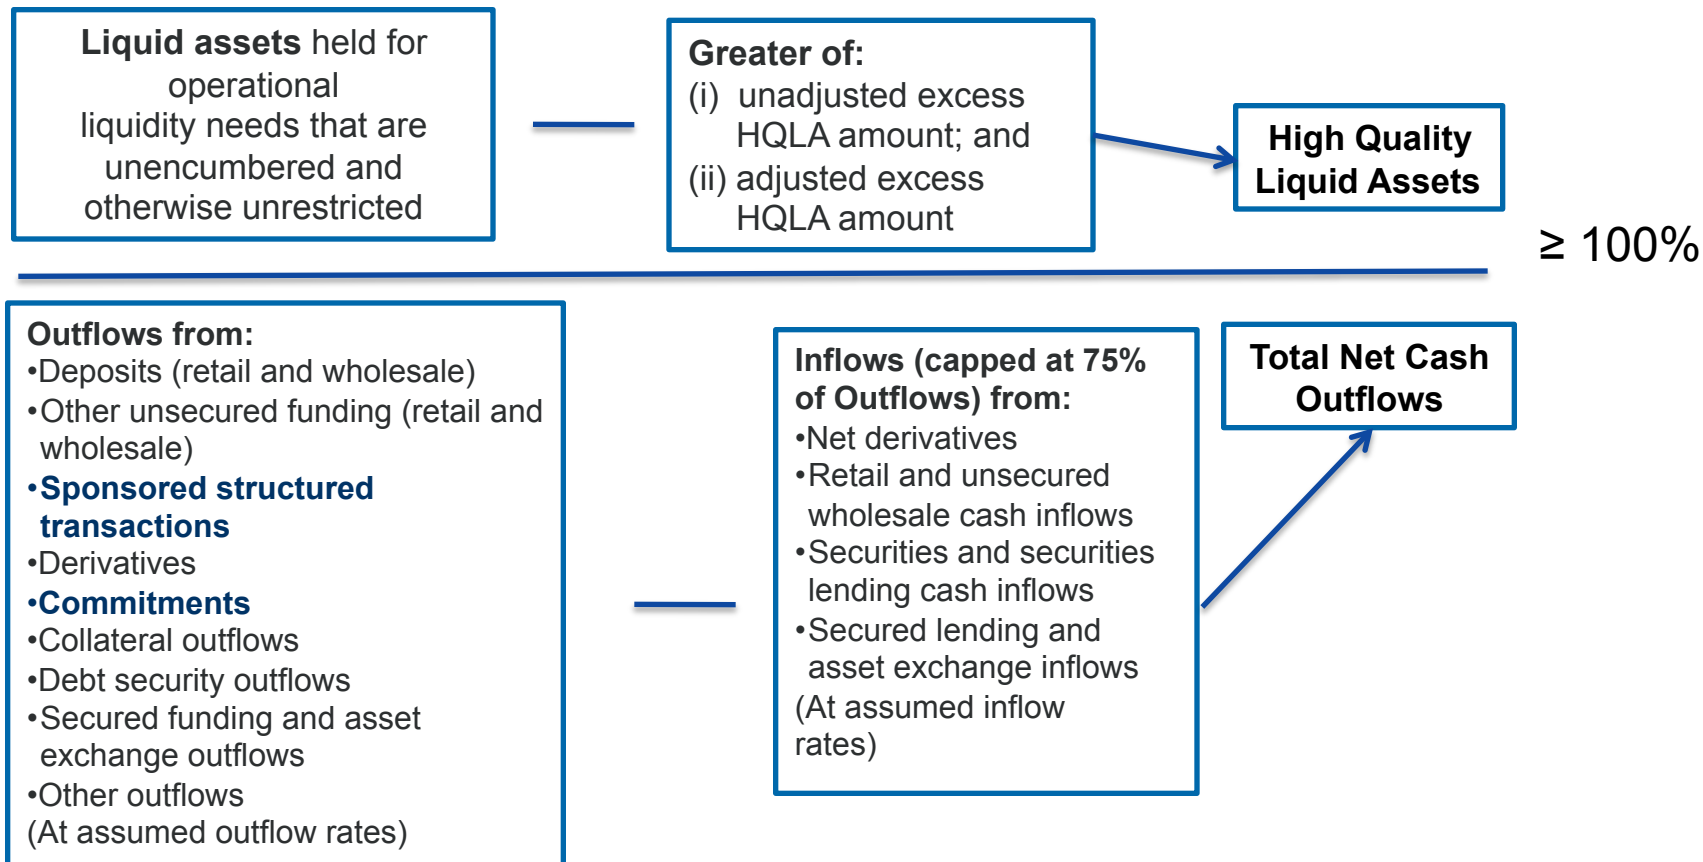 Liquid assets held for
operational
liquidity needs that are
unencumbered and
otherwise unrestricted
Greater of:
(i) unadjusted excess
HQLA amount; and
(ii) adjusted excess
HQLA amount
High Quality
Liquid Assets
≥ 100%
Outflows from:
•Deposits (retail and wholesale)
•Other unsecured funding (retail and
wholesale)
•Sponsored structured
transactions
•Derivatives
•Commitments
•Collateral outflows
•Debt security outflows
•Secured funding and asset
exchange outflows
•Other outflows
(At assumed outflow rates)
Inflows (capped at 75%
of Outflows) from:
•Net derivatives
•Retail and unsecured
wholesale cash inflows
•Securities and securities
lending cash inflows
•Secured lending and
asset exchange inflows
(At assumed inflow
rates)
Total Net Cash
Outflows